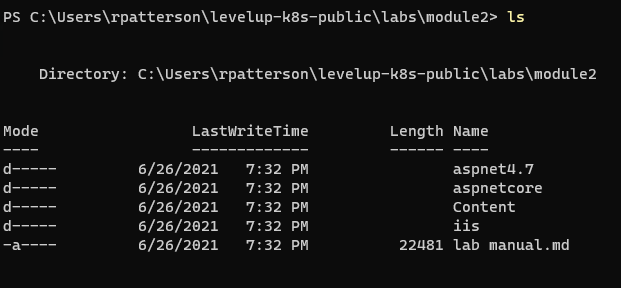 PS C:\Users\rpatterson\levelup-k8s-public\labs\module2> ls
Directory: C:\Users\rpatterson\levelup-k8s-public\labs\module2
Mode                 LastWriteTime         Length Name
----                 -------------         ------ ----
d-----         6/26/2021   7:32 PM                aspnet4.7
d-----         6/26/2021   7:32 PM                aspnetcore
d-----         6/26/2021   7:32 PM                Content
d-----         6/26/2021   7:32 PM                iis
-a----         6/26/2021   7:32 PM          22481 lab manual.md